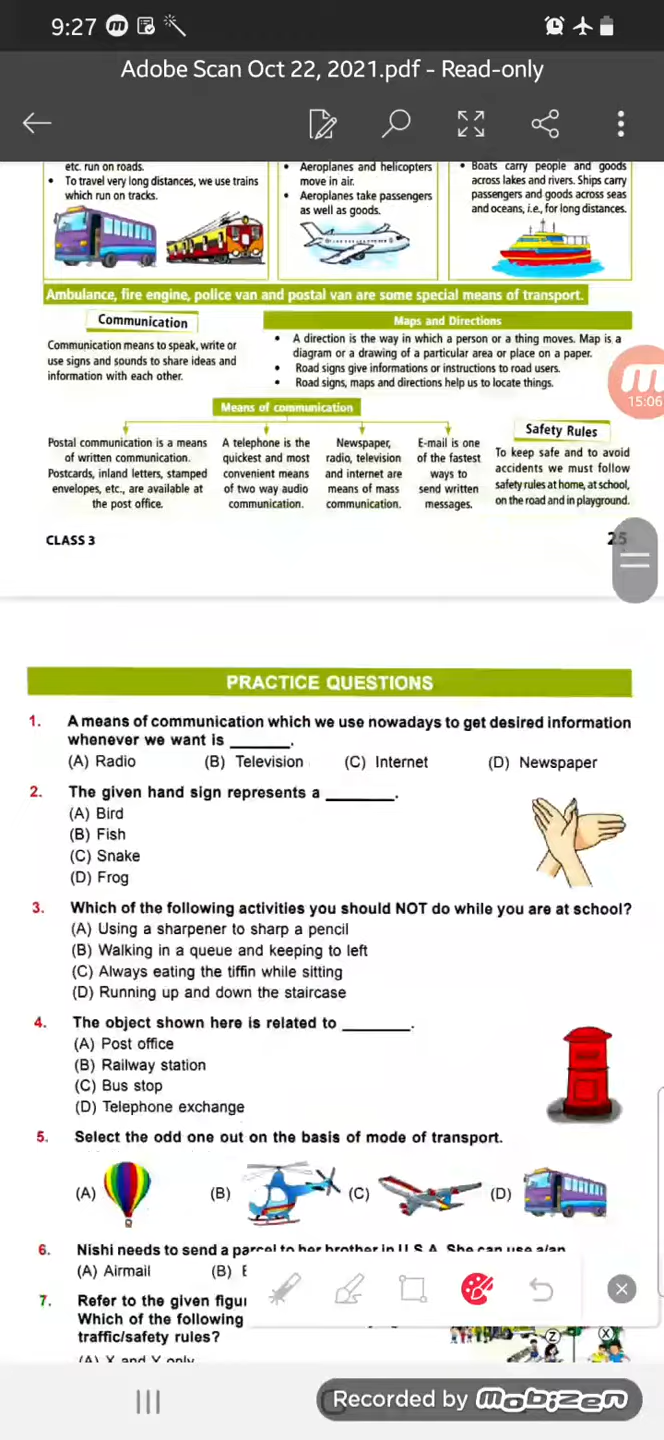 9:27
Adobe Scan Oct 22, 2021.pdf - Read-only
etc. run on roads.
• To travel very long distances, we use trains
which run on tracks.
• Aeroplanes and helicopters
move in air.
• Aeroplanes take passengers
as well as goods.
• Boats carry people and goods
across lakes and rivers. Ships carry
passengers and goods across seas
and oceans, i.e., for long distances.
Ambulance, fire engine, police van and postal van are some special means of transport.
Communication
Communication means to speak, write or
use signs and sounds to share ideas and
information with each other.
Maps and Directions
• A direction is the way in which a person or a thing moves. Map is a
diagram or a drawing of a particular area or place on a paper.
• Road signs give informations or instructions to road users.
• Road signs, maps and directions help us to locate things.
15:06
Means of communication
Postal communication is a means
of written communication.
Postcards, inland letters, stamped
envelopes, etc., are available at
the post office.
A telephone is the
quickest and most
convenient means
of two way audio
communication.
Newspaper,
radio, television
and internet are
means of mass
communication.
E-mail is one
of the fastest
ways to
send written
messages.
Safety Rules
To keep safe and to avoid
accidents we must follow
safety rules at home, at school,
on the road and in playground.
CLASS 3
25
PRACTICE QUESTIONS
1. A means of communication which we use nowadays to get desired information
whenever we want is ______.
(A) Radio (B) Television (C) Internet (D) Newspaper
2. The given hand sign represents a ______.
(A) Bird
(B) Fish
(C) Snake
(D) Frog
3. Which of the following activities you should NOT do while you are at school?
(A) Using a sharpener to sharp a pencil
(B) Walking in a queue and keeping to left
(C) Always eating the tiffin while sitting
(D) Running up and down the staircase
4. The object shown here is related to ______.
(A) Post office
(B) Railway station
(C) Bus stop
(D) Telephone exchange
5. Select the odd one out on the basis of mode of transport.
(A) (B) (C) (D)
6. Nishi needs to send a parcel to her brother in U.S.A. She can use a/an
(A) Airmail (B)
7. Refer to the given
Which of the following
traffic/safety rules?
(A) X and Y only
Z
X
Recorded by mobizen